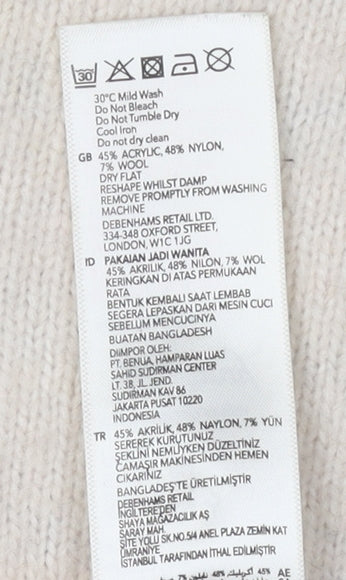 30
30°C Mild Wash
Do Not Bleach
Do Not Tumble Dry
Cool Iron
Do not dry clean
GB 45% ACRYLIC, 48% NYLON,
7% WOOL
DRY FLAT
RESHAPE WHILST DAMP
REMOVE PROMPTLY FROM WASHING
MACHINE
DEBENHAMS RETAIL LTD.
334-348 OXFORD STREET,
LONDON, W1C 1JG
ID PAKAIAN JADI WANITA
45% AKRILIK, 48% NILON, 7% WOL
KERINGKAN DI ATAS PERMUKAAN
RATA
BENTUK KEMBALI SAAT LEMBAB
SEGERA LEPASKAN DARI MESIN CUCI
SEBELUM MENCUCINYA
BUATAN BANGLADESH
DIIMPOR OLEH:
PT. BENUA, HAMPARAN LUAS
SAHID SUDIRMAN CENTER
LT. 38, JL. JEND.
SUDIRMAN KAV 86
JAKARTA PUSAT 10220
INDONESIA
TR 45% AKRİLİK, 48% NAYLON, 7% YÜN
SEREREK KURUTUNUZ
ŞEKLİNİ NEMLİYKEN DÜZELTİNİZ
ÇAMAŞIR MAKİNESİNDEN HEMEN
ÇIKARINIZ
BANGLADEŞ'TE ÜRETİLMİŞTİR
DEBENHAMS RETAIL
İNGİLTERE'DEN
SHAYA MAĞAZACILIK AŞ
SARAY MAH.
SİTE YOLU SK.NO.5/4 ANEL PLAZA ZEMİN KAT
ÜMRANİYE
İSTANBUL TARAFINDAN İTHAL EDİLMİŞTİR
AE